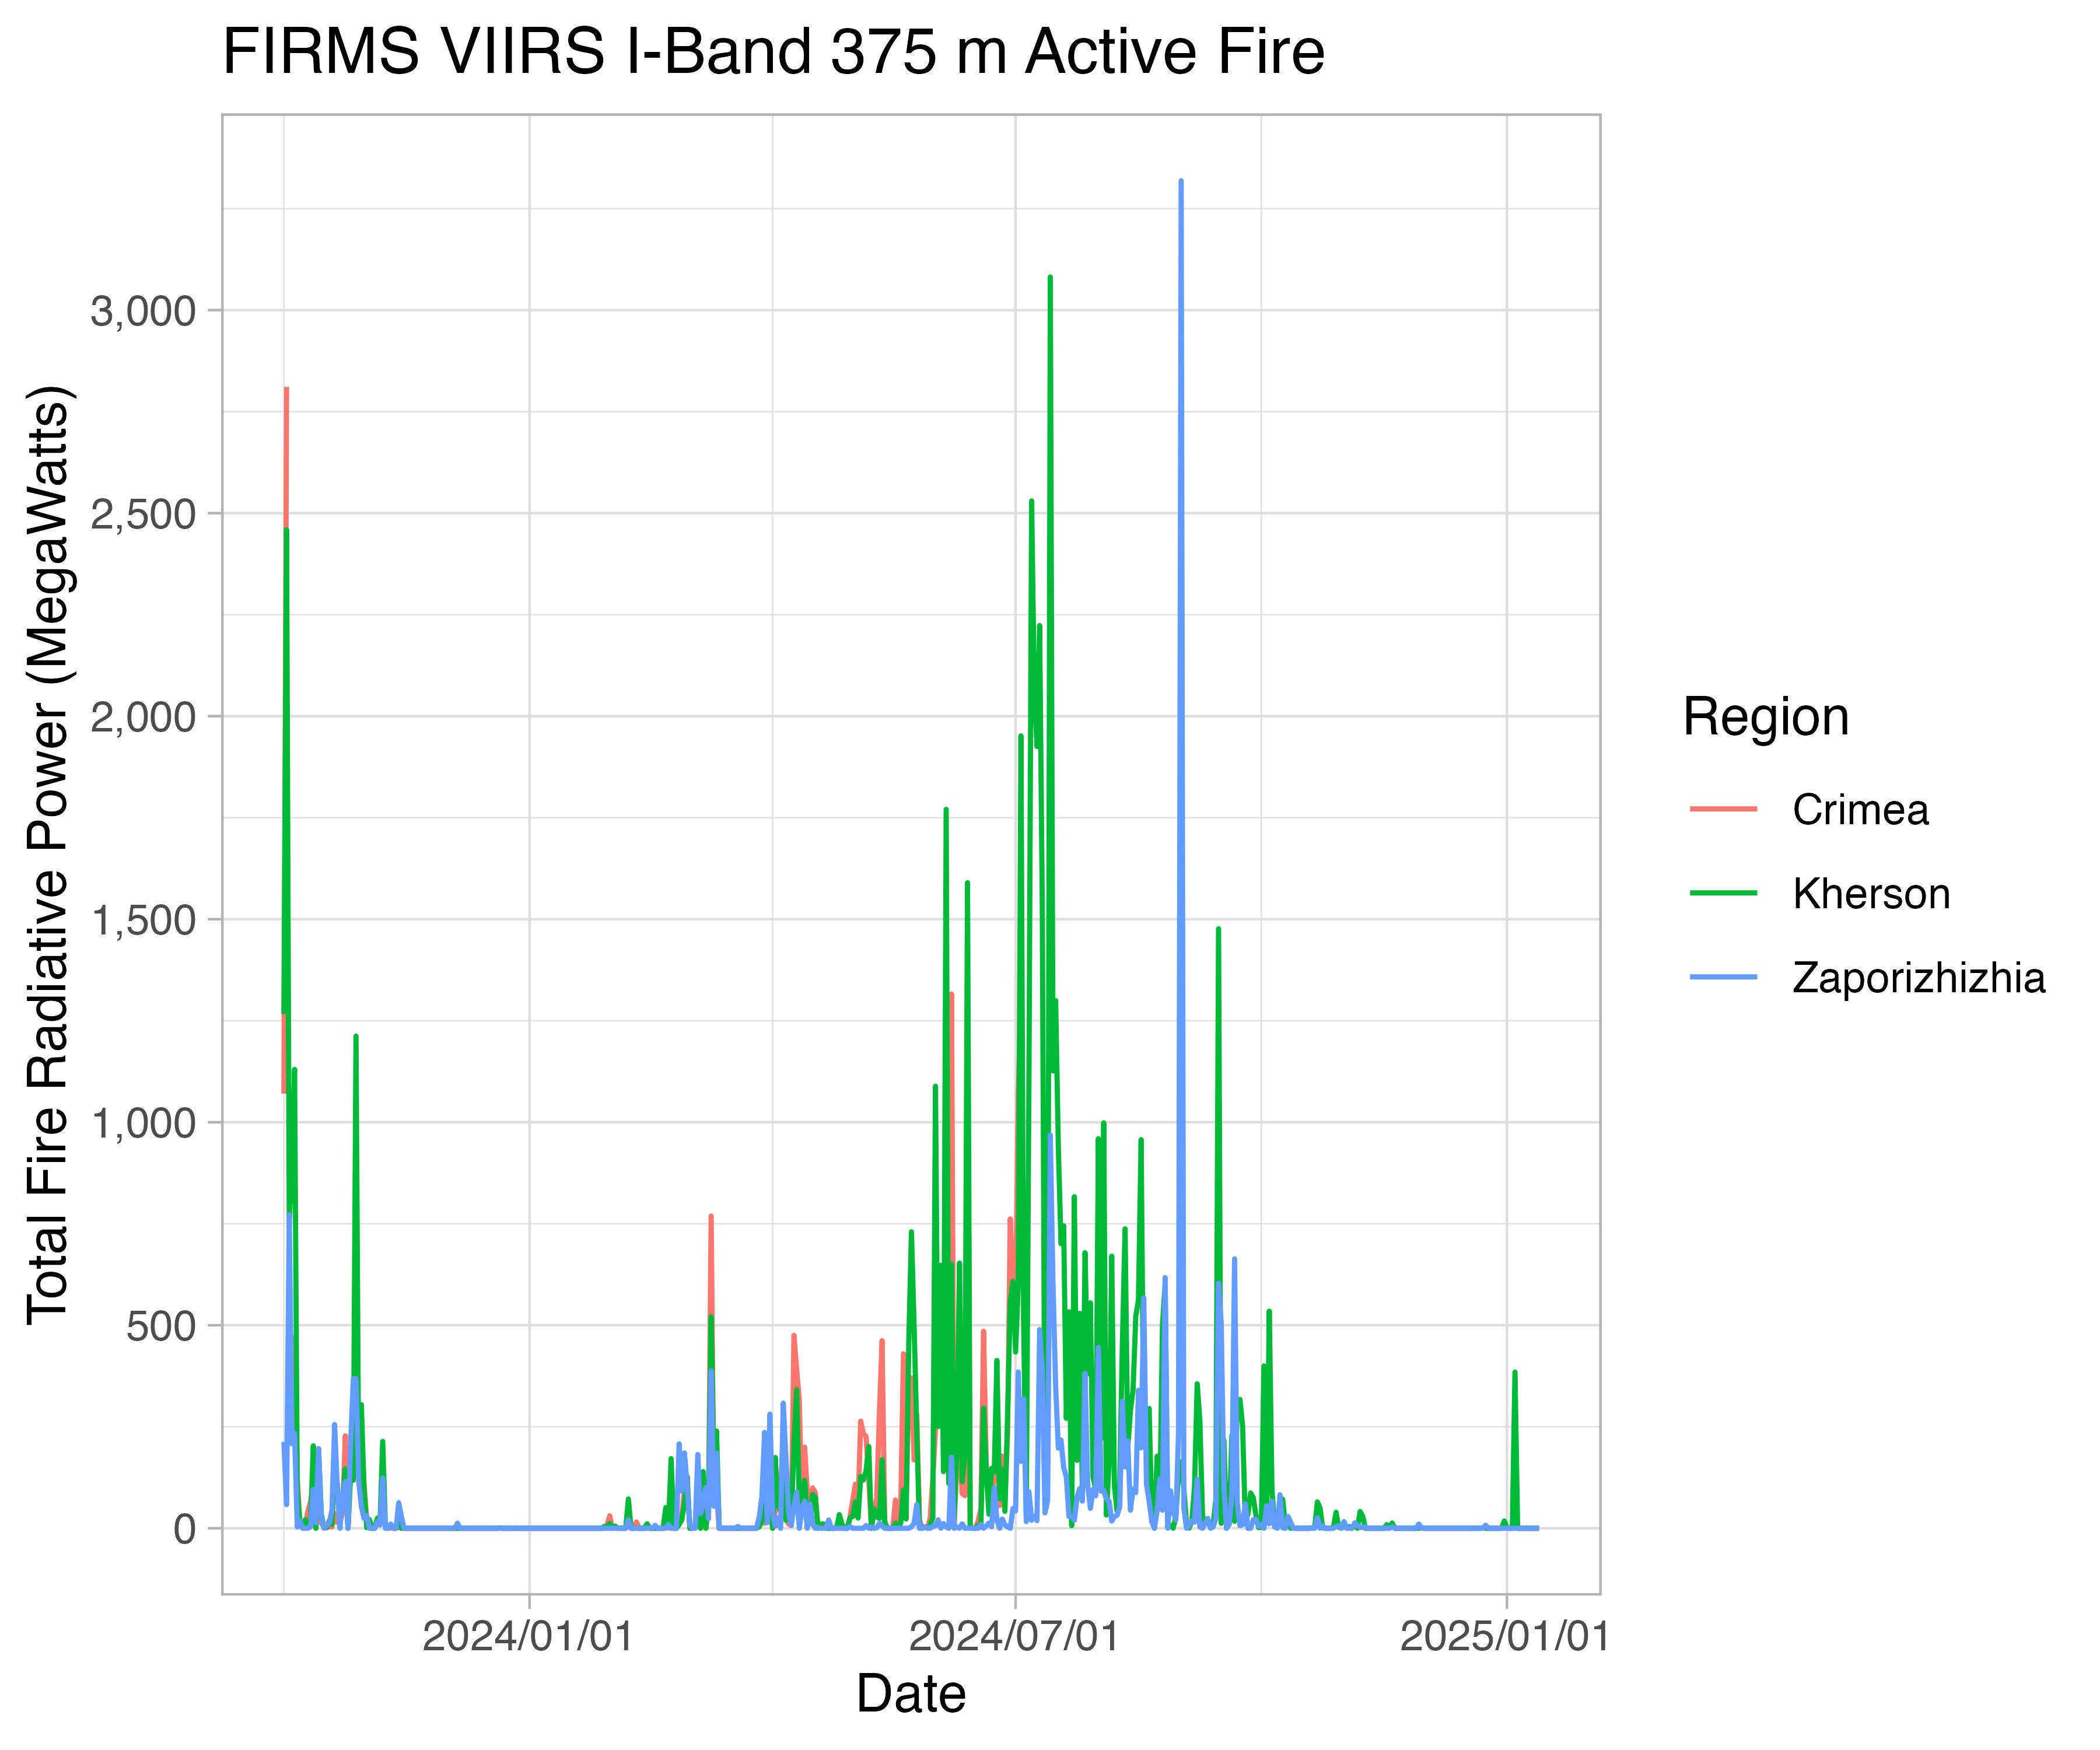 FIRMS VIIRS I-Band 375 m Active Fire
Total Fire Radiative Power (MegaWatts)
3,000
2,500
2,000
1,500
1,000
500
0
2024/01/01
2024/07/01
2025/01/01
Date
Region
Crimea
Kherson
Zaporizhizhia